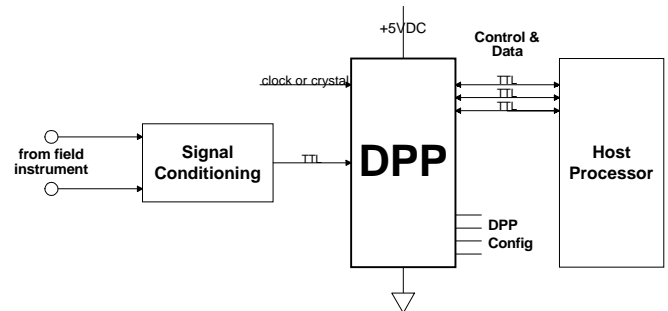 +5VDC
Control &
Data
clock or crystal
TTL
TTL
TTL
from field
instrument
Signal
Conditioning
TTL
DPP
Host
Processor
DPP
Config